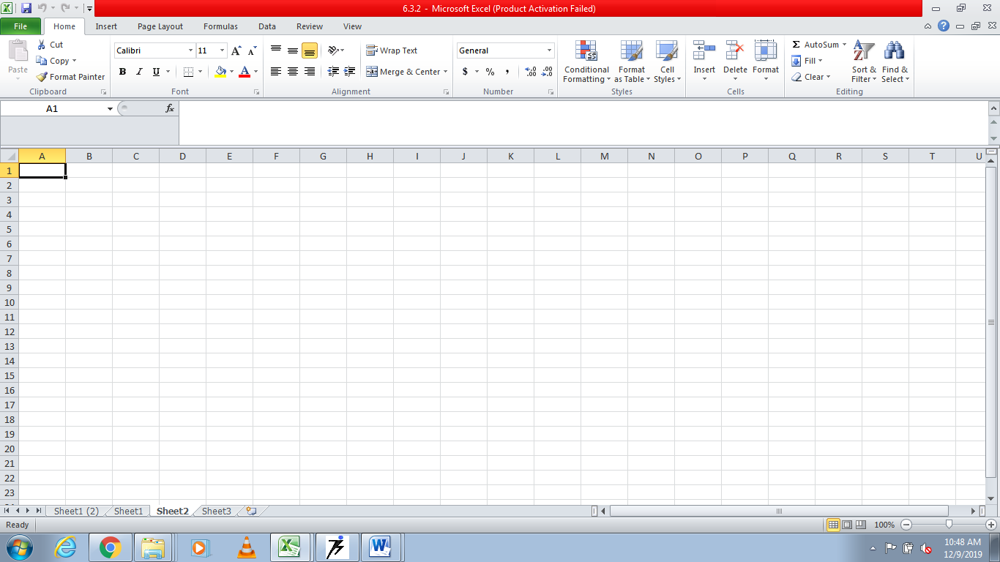 6.3.2 - Microsoft Excel (Product Activation Failed)
File Home Insert Page Layout Formulas Data Review View
Paste
Cut
Copy
Format Painter
Clipboard
Calibri 11
B I U
Font
Wrap Text
Merge & Center
Alignment
General
$ % ,
Number
Conditional Formatting
Format as Table
Cell Styles
Styles
Insert Delete Format
Cells
Σ AutoSum
Fill
Clear
Sort & Filter
Find & Select
Editing
A1 fx
A B C D E F G H I J K L M N O P Q R S T U
1
2
3
4
5
6
7
8
9
10
11
12
13
14
15
16
17
18
19
20
21
22
23
Sheet1 (2) Sheet1 Sheet2 Sheet3
Ready 100%
10:48 AM
12/9/2019